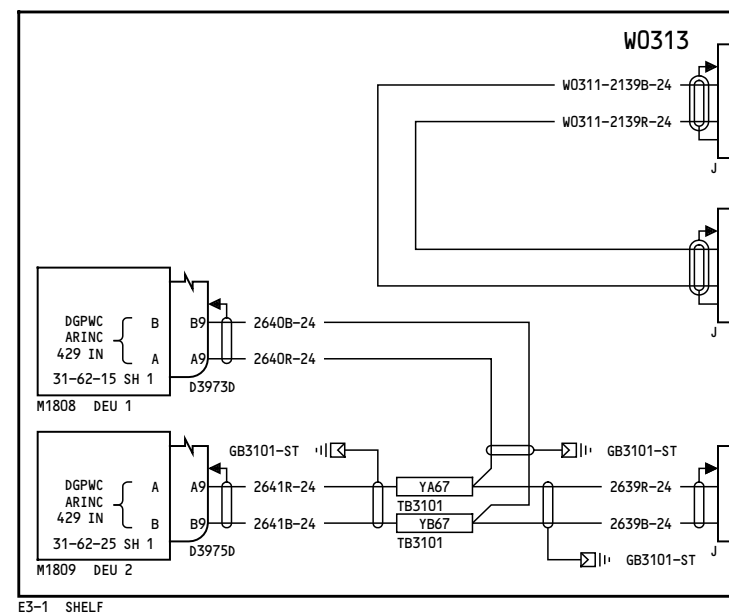 W0313
W0311-2139B-24
W0311-2139R-24
J
J
DGPWC
ARINC
429 IN
B
A
B9
A9
2640B-24
2640R-24
31-62-15 SH 1
D3973D
M1808 DEU 1
GB3101-ST
GB3101-ST
DGPWC
ARINC
429 IN
A
B
A9
B9
2641R-24
2641B-24
YA67
TB3101
YB67
TB3101
2639R-24
2639B-24
31-62-25 SH 1
D3975D
J
GB3101-ST
M1809 DEU 2
E3-1 SHELF